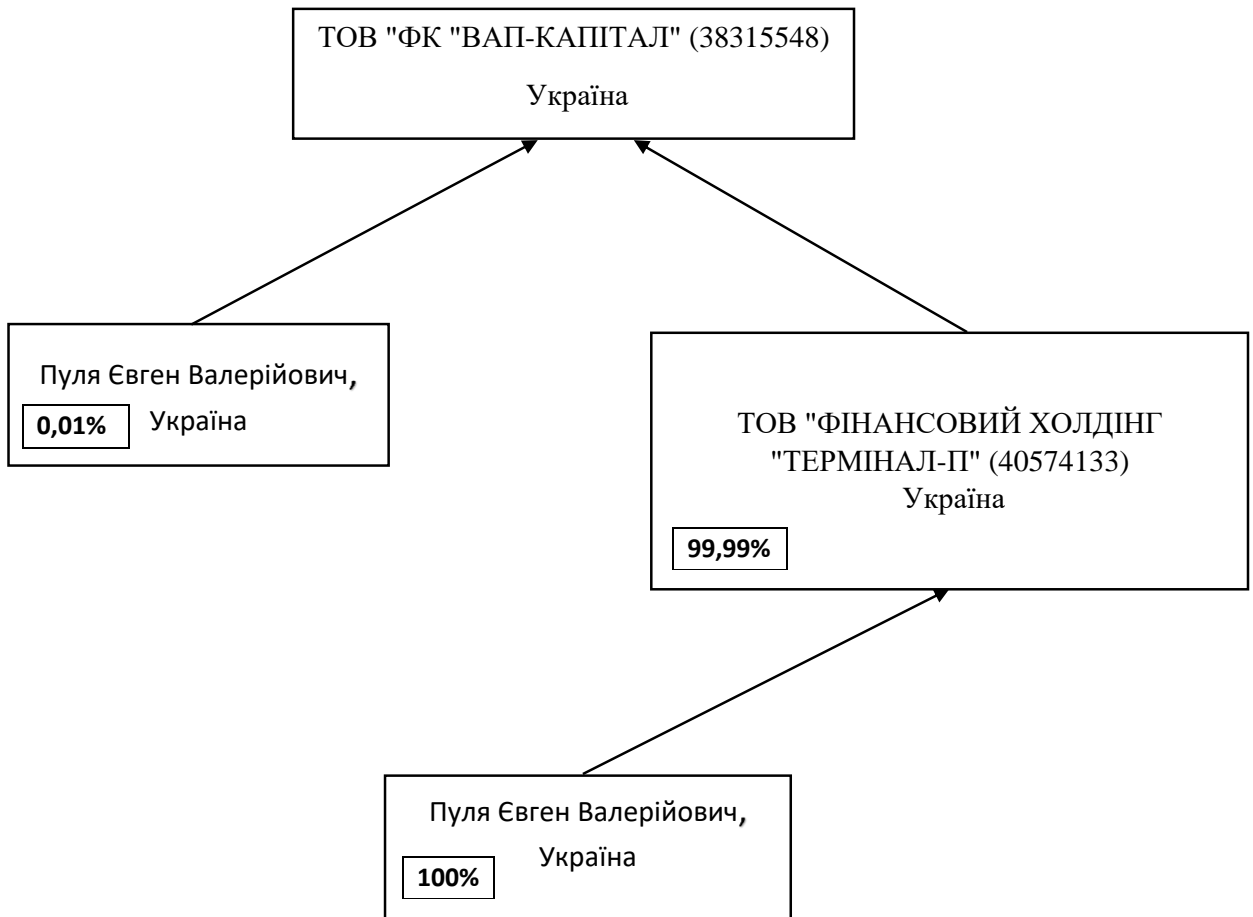 ТОВ "ФК "ВАП-КАПІТАЛ" (38315548)
Україна
Пуля Євген Валерійович,
0,01% Україна
ТОВ "ФІНАНСОВИЙ ХОЛДІНГ
"ТЕРМІНАЛ-П" (40574133)
Україна
99,99%
Пуля Євген Валерійович,
Україна
100%